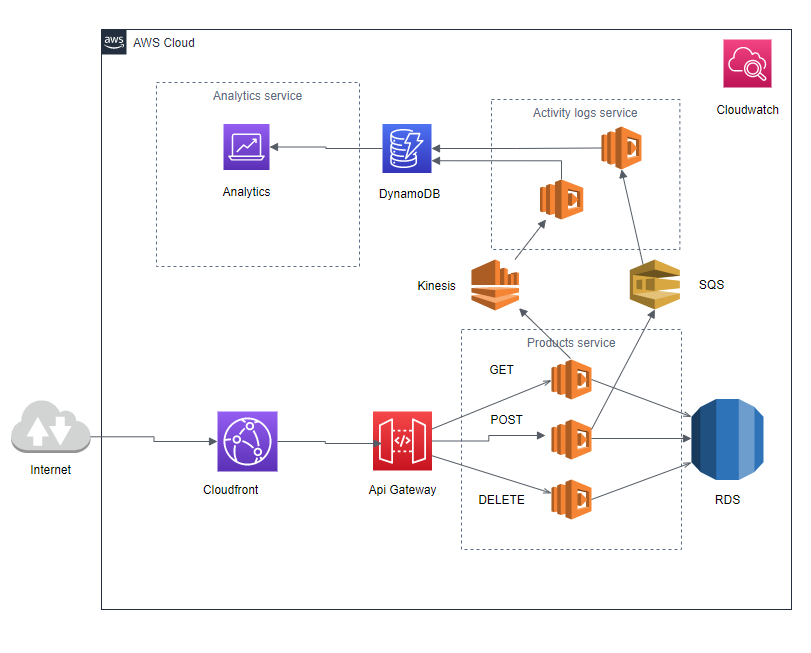 aws
AWS Cloud
Cloudwatch
Analytics service
Activity logs service
Analytics
DynamoDB
Kinesis
SQS
Products service
GET
POST
DELETE
Internet
Cloudfront
Api Gateway
RDS